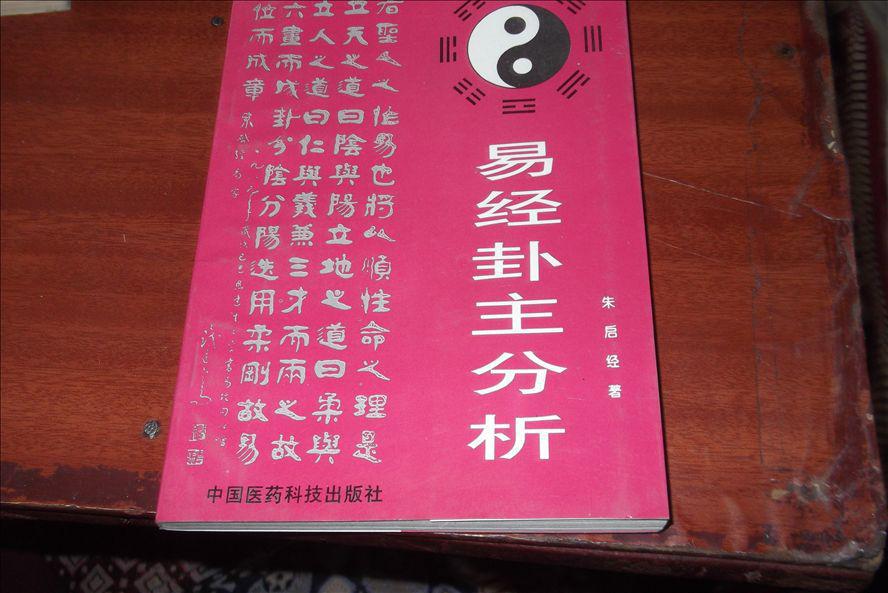 易经卦主分析
朱启经著
者聖人之作易也將以順性命之理是
立天之道曰陰與陽立地之道曰柔與
立人之道曰仁與義兼三才而兩之故
六畫而成卦分陰分陽迭用柔剛故易
位而成章
中国医药科技出版社